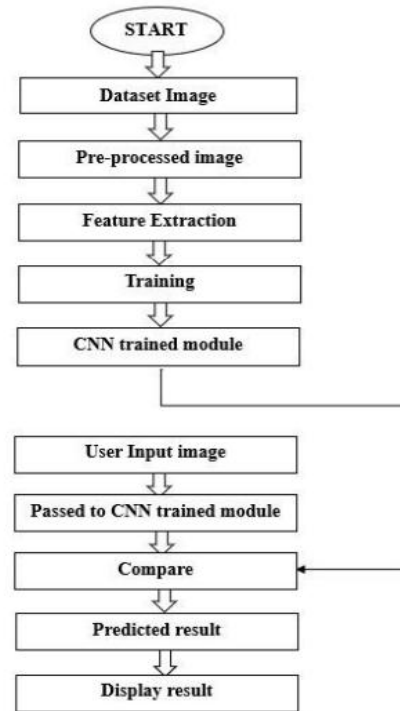 START
Dataset Image
Pre-processed image
Feature Extraction
Training
CNN trained module
User Input image
Passed to CNN trained module
Compare
Predicted result
Display result